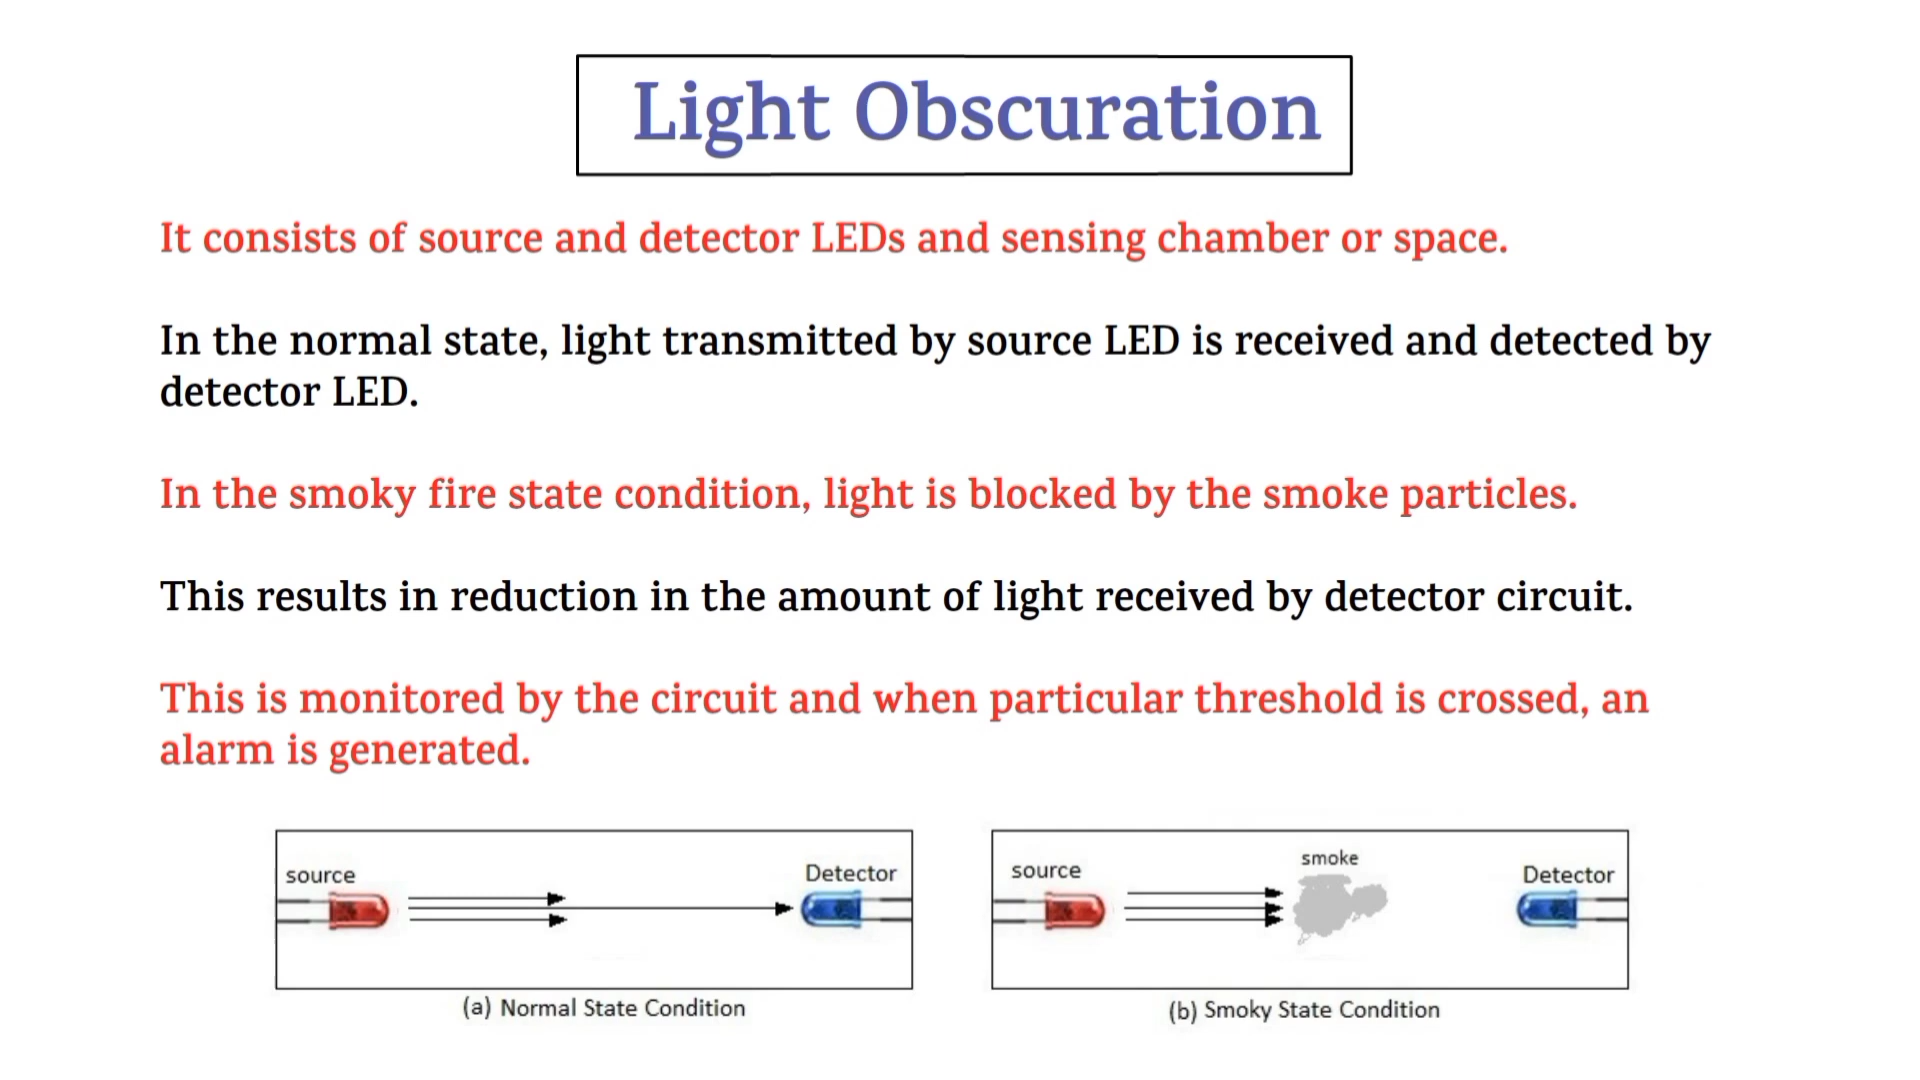 Light Obscuration
It consists of source and detector LEDs and sensing chamber or space.
In the normal state, light transmitted by source LED is received and detected by
detector LED.
In the smoky fire state condition, light is blocked by the smoke particles.
This results in reduction in the amount of light received by detector circuit.
This is monitored by the circuit and when particular threshold is crossed, an
alarm is generated.
source
Detector
(a) Normal State Condition
source
smoke
Detector
(b) Smoky State Condition